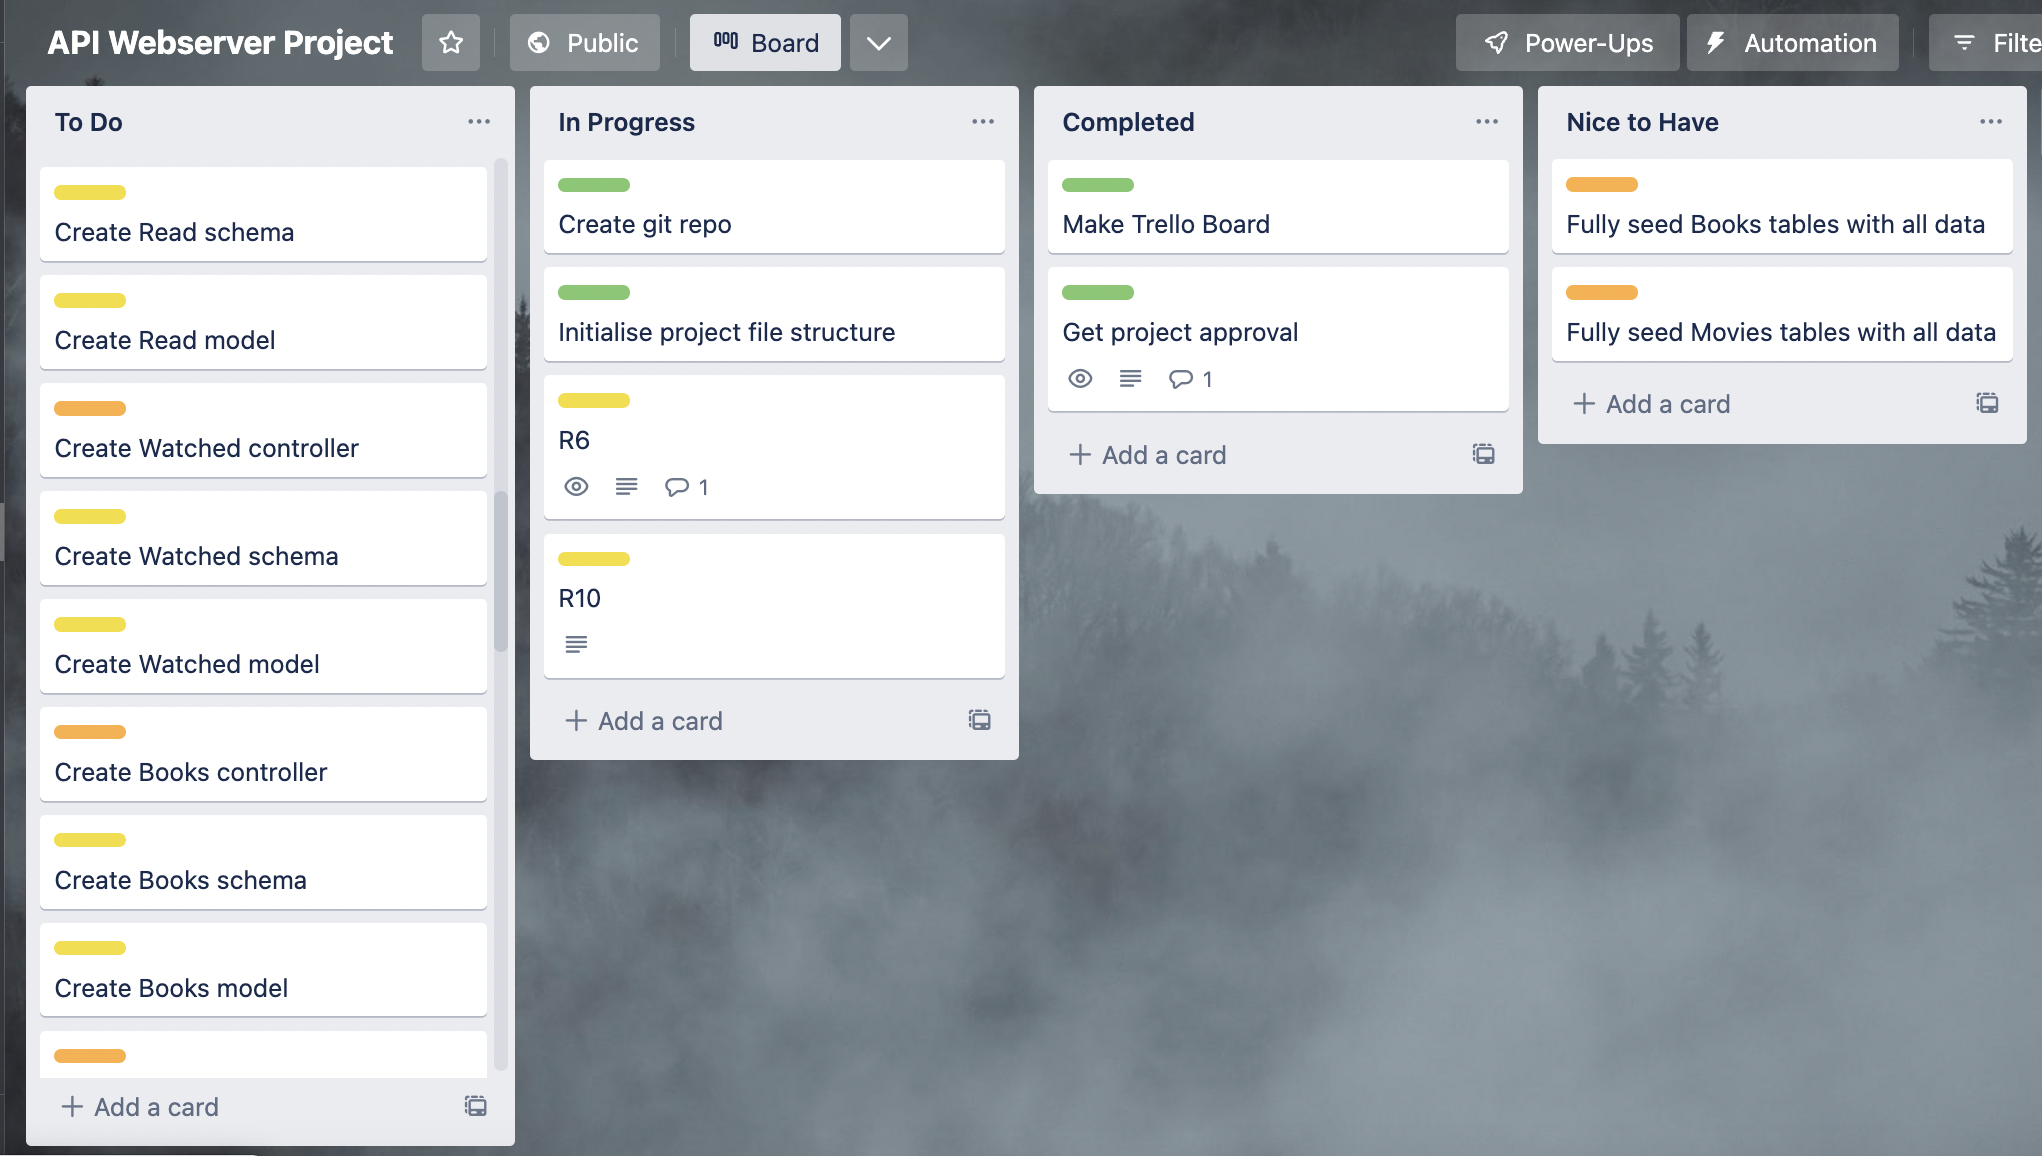 API Webserver Project
Public
Board
Power-Ups
Automation
Filte
To Do
Create Read schema
Create Read model
Create Watched controller
Create Watched schema
Create Watched model
Create Books controller
Create Books schema
Create Books model
Add a card
In Progress
Create git repo
Initialise project file structure
R6
1
R10
Add a card
Completed
Make Trello Board
Get project approval
1
Add a card
Nice to Have
Fully seed Books tables with all data
Fully seed Movies tables with all data
Add a card